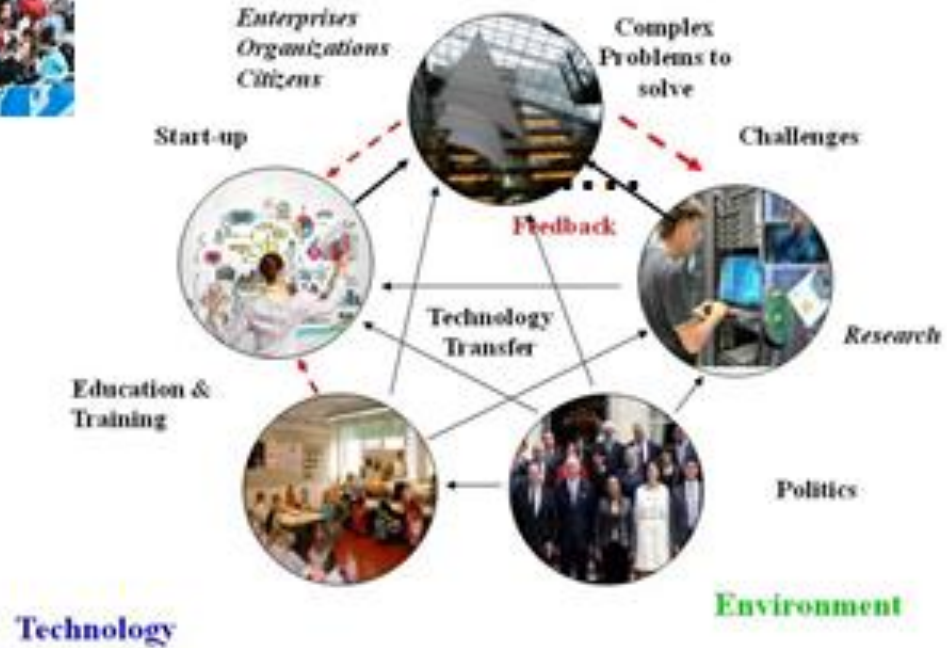 Enterprises
Organizations
Citizens
Complex
Problems to
solve
Start-up
Challenges
Feedback
Technology
Transfer
Research
Education &
Training
Politics
Environment
Technology